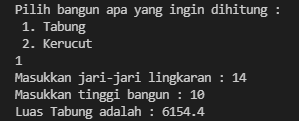 Pilih bangun apa yang ingin dihitung :
1. Tabung
2. Kerucut
1
Masukkan jari-jari lingkaran : 14
Masukkan tinggi bangun : 10
Luas Tabung adalah : 6154.4